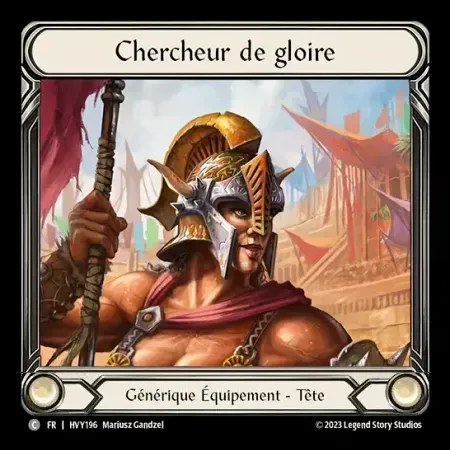 Chercheur de gloire
Générique Équipement - Tête
C FR | HVY196 Mariusz Gandzel
©2023 Legend Story Studios